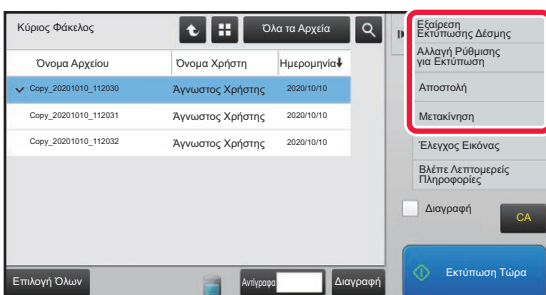 Κύριος Φάκελος
Όλα τα Αρχεία
Όνομα Αρχείου
Όνομα Χρήστη
Ημερομηνία
Copy_20201010_112030
Άγνωστος Χρήστης
2020/10/10
Copy_20201010_112031
Άγνωστος Χρήστης
2020/10/10
Copy_20201010_112032
Άγνωστος Χρήστης
2020/10/10
Επιλογή Όλων
Αντίγραφα
Διαγραφή
Εξαίρεση
Εκτύπωσης Δέσμης
Αλλαγή Ρύθμισης
για Εκτύπωση
Αποστολή
Μετακίνηση
Έλεγχος Εικόνας
Βλέπε Λεπτομερείς
Πληροφορίες
Διαγραφή
CA
Εκτύπωση Τώρα